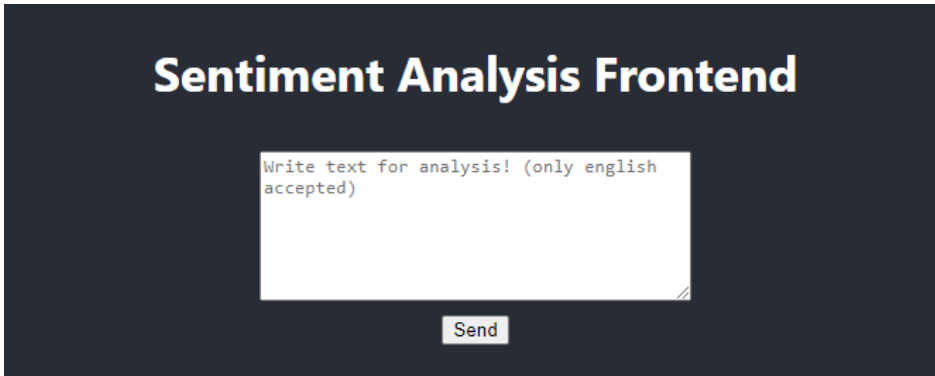 Sentiment Analysis Frontend
Write text for analysis! (only english
accepted)
Send